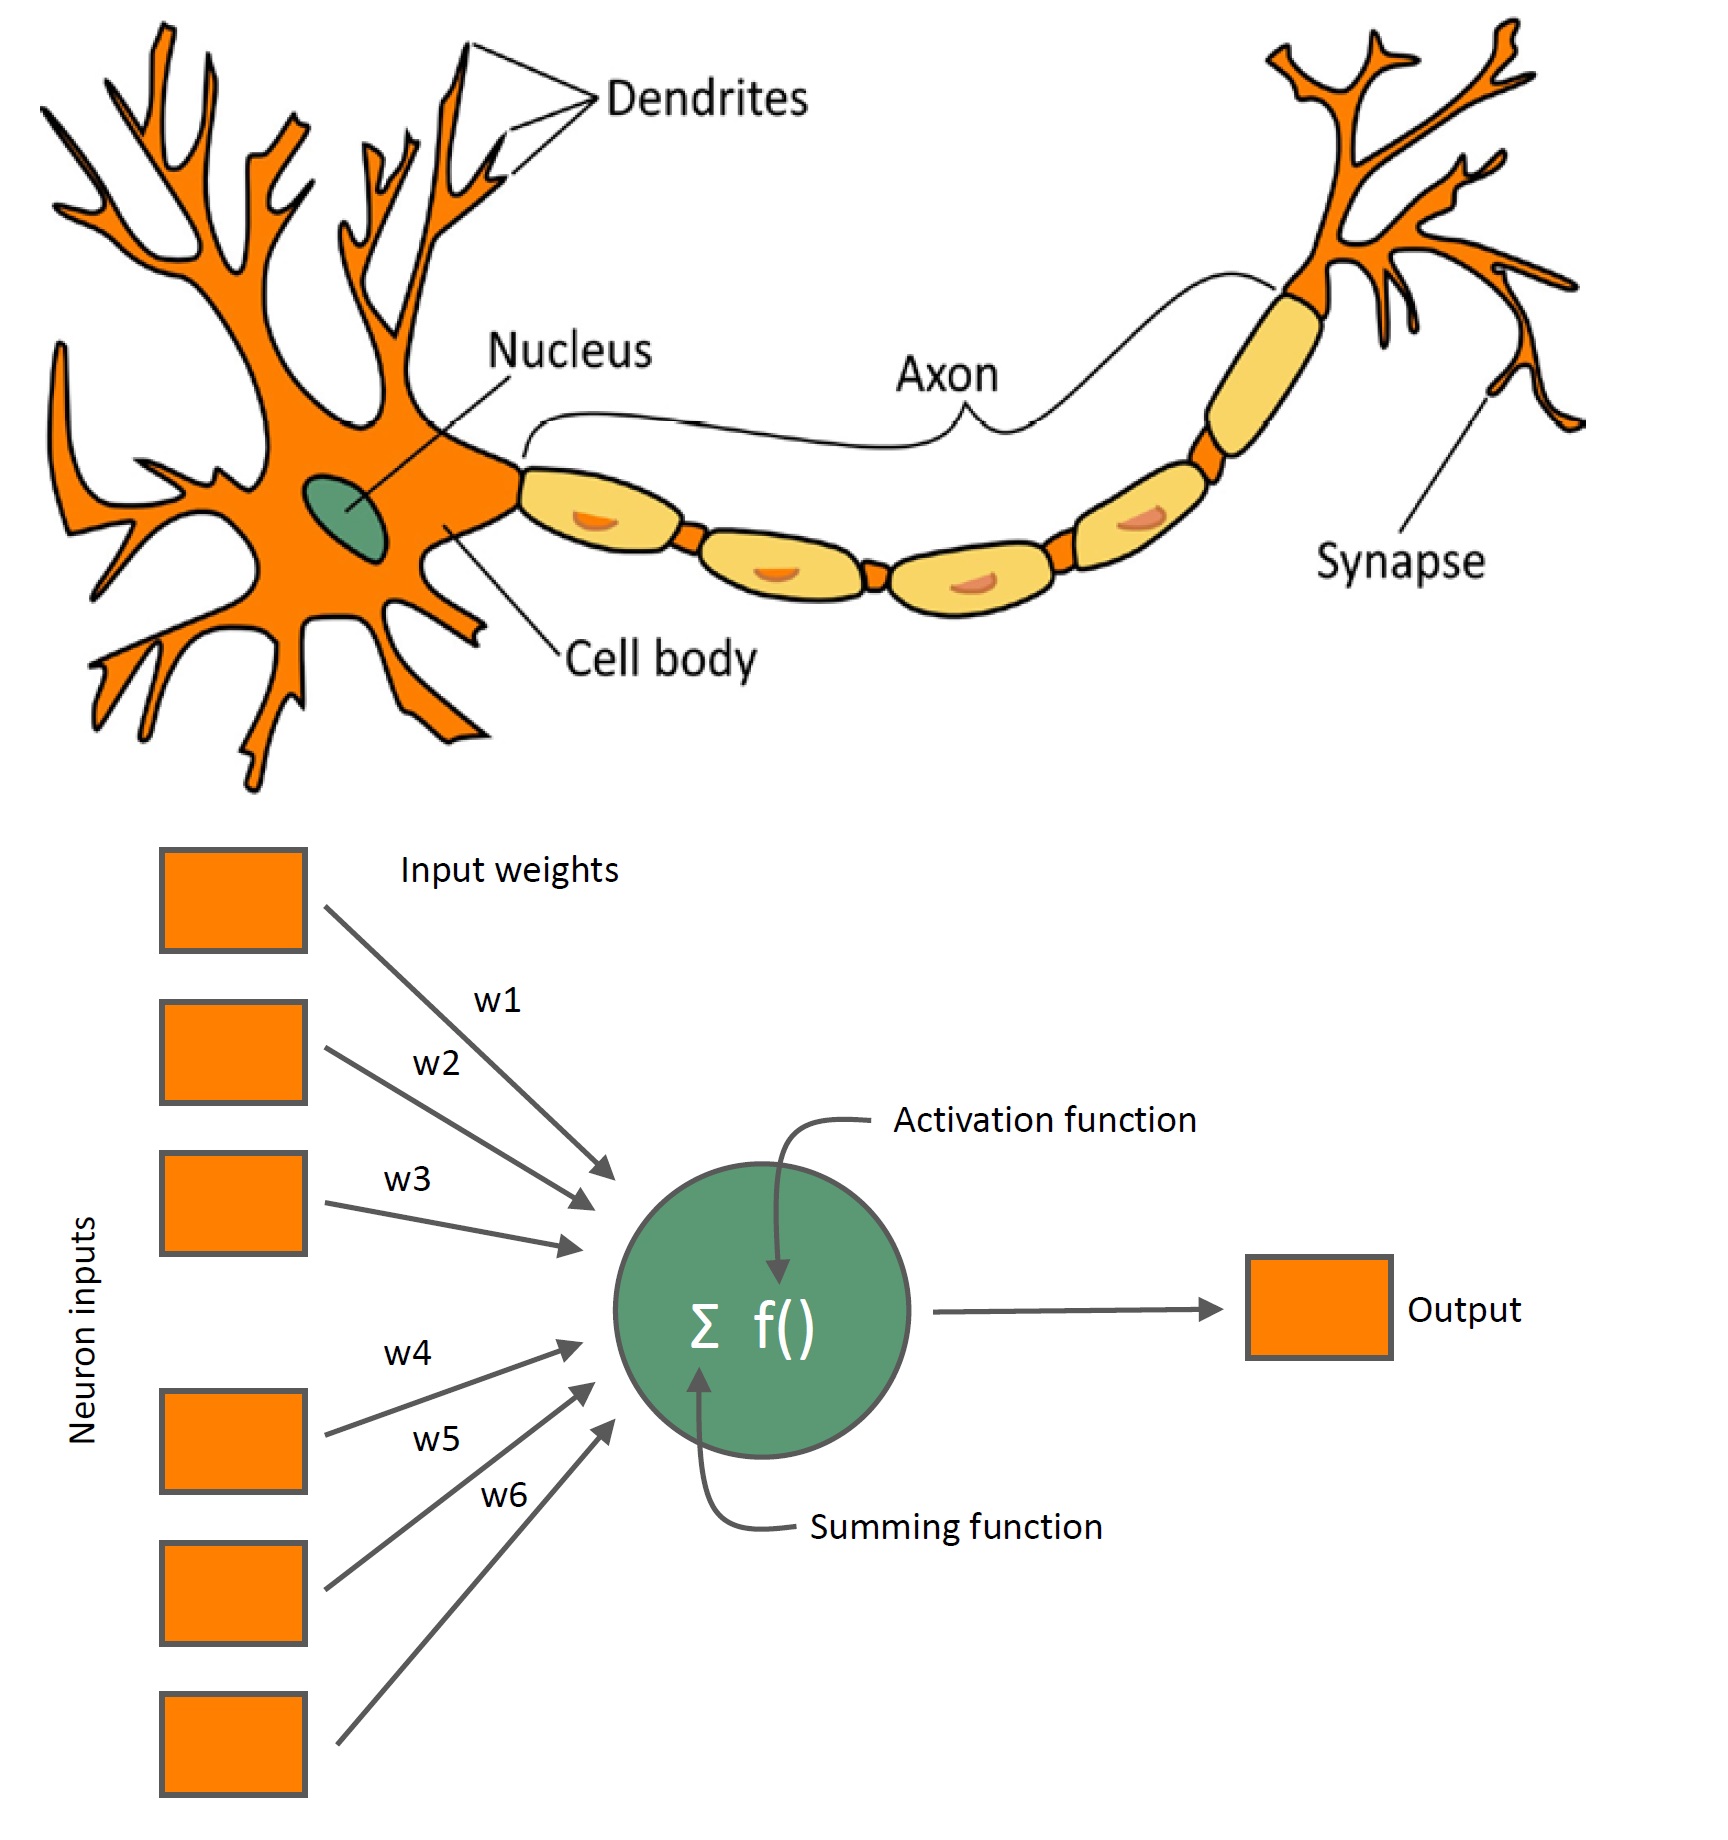 Dendrites
Nucleus
Axon
Synapse
Cell body
Input weights
w1
w2
w3
w4
w5
w6
Neuron inputs
Activation function
Σ f()
Summing function
Output